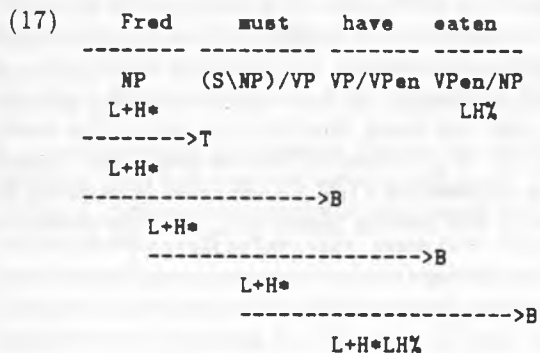 (17) Fred must have eaten
------- ----------- ------- -------
NP (S\NP)/VP VP/VPen VPen/NP
L+H* LH%
--------->T
L+H*
--------------------->B
L+H*
------------------------>B
L+H*
----------------------->B
L+H*LH%